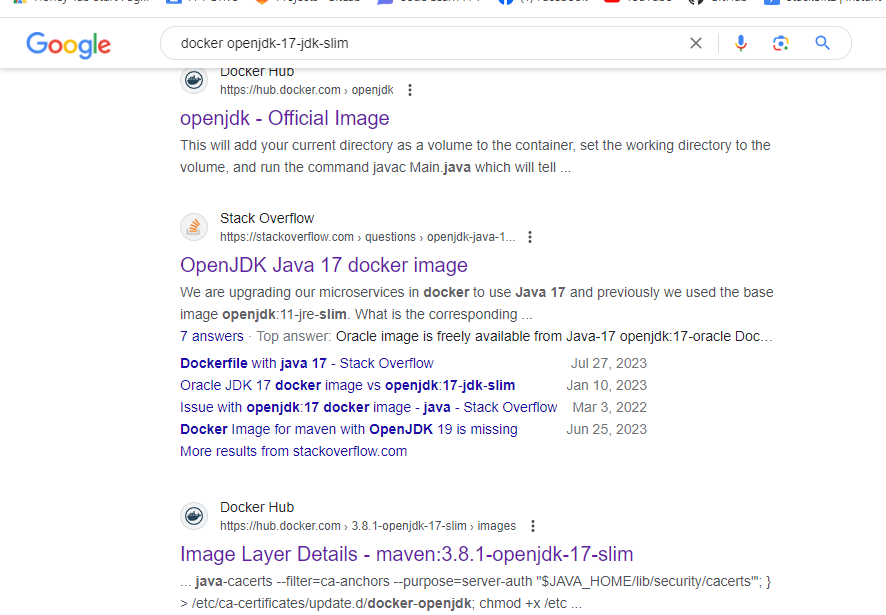 Google
docker openjdk-17-jdk-slim
Docker Hub
https://hub.docker.com › openjdk
openjdk - Official Image
This will add your current directory as a volume to the container, set the working directory to the
volume, and run the command javac Main.java which will tell ...
Stack Overflow
https://stackoverflow.com › questions › openjdk-java-1...
OpenJDK Java 17 docker image
We are upgrading our microservices in docker to use Java 17 and previously we used the base
image openjdk:11-jre-slim. What is the corresponding ...
7 answers · Top answer: Oracle image is freely available from Java-17 openjdk:17-oracle Doc...
Dockerfile with java 17 - Stack Overflow Jul 27, 2023
Oracle JDK 17 docker image vs openjdk:17-jdk-slim Jan 10, 2023
Issue with openjdk:17 docker image - java - Stack Overflow Mar 3, 2022
Docker Image for maven with OpenJDK 19 is missing Jun 25, 2023
More results from stackoverflow.com
Docker Hub
https://hub.docker.com › 3.8.1-openjdk-17-slim › images
Image Layer Details - maven:3.8.1-openjdk-17-slim
... java-cacerts --filter=ca-anchors --purpose=server-auth "$JAVA_HOME/lib/security/cacerts"'; }
> /etc/ca-certificates/update.d/docker-openjdk; chmod +x /etc ...